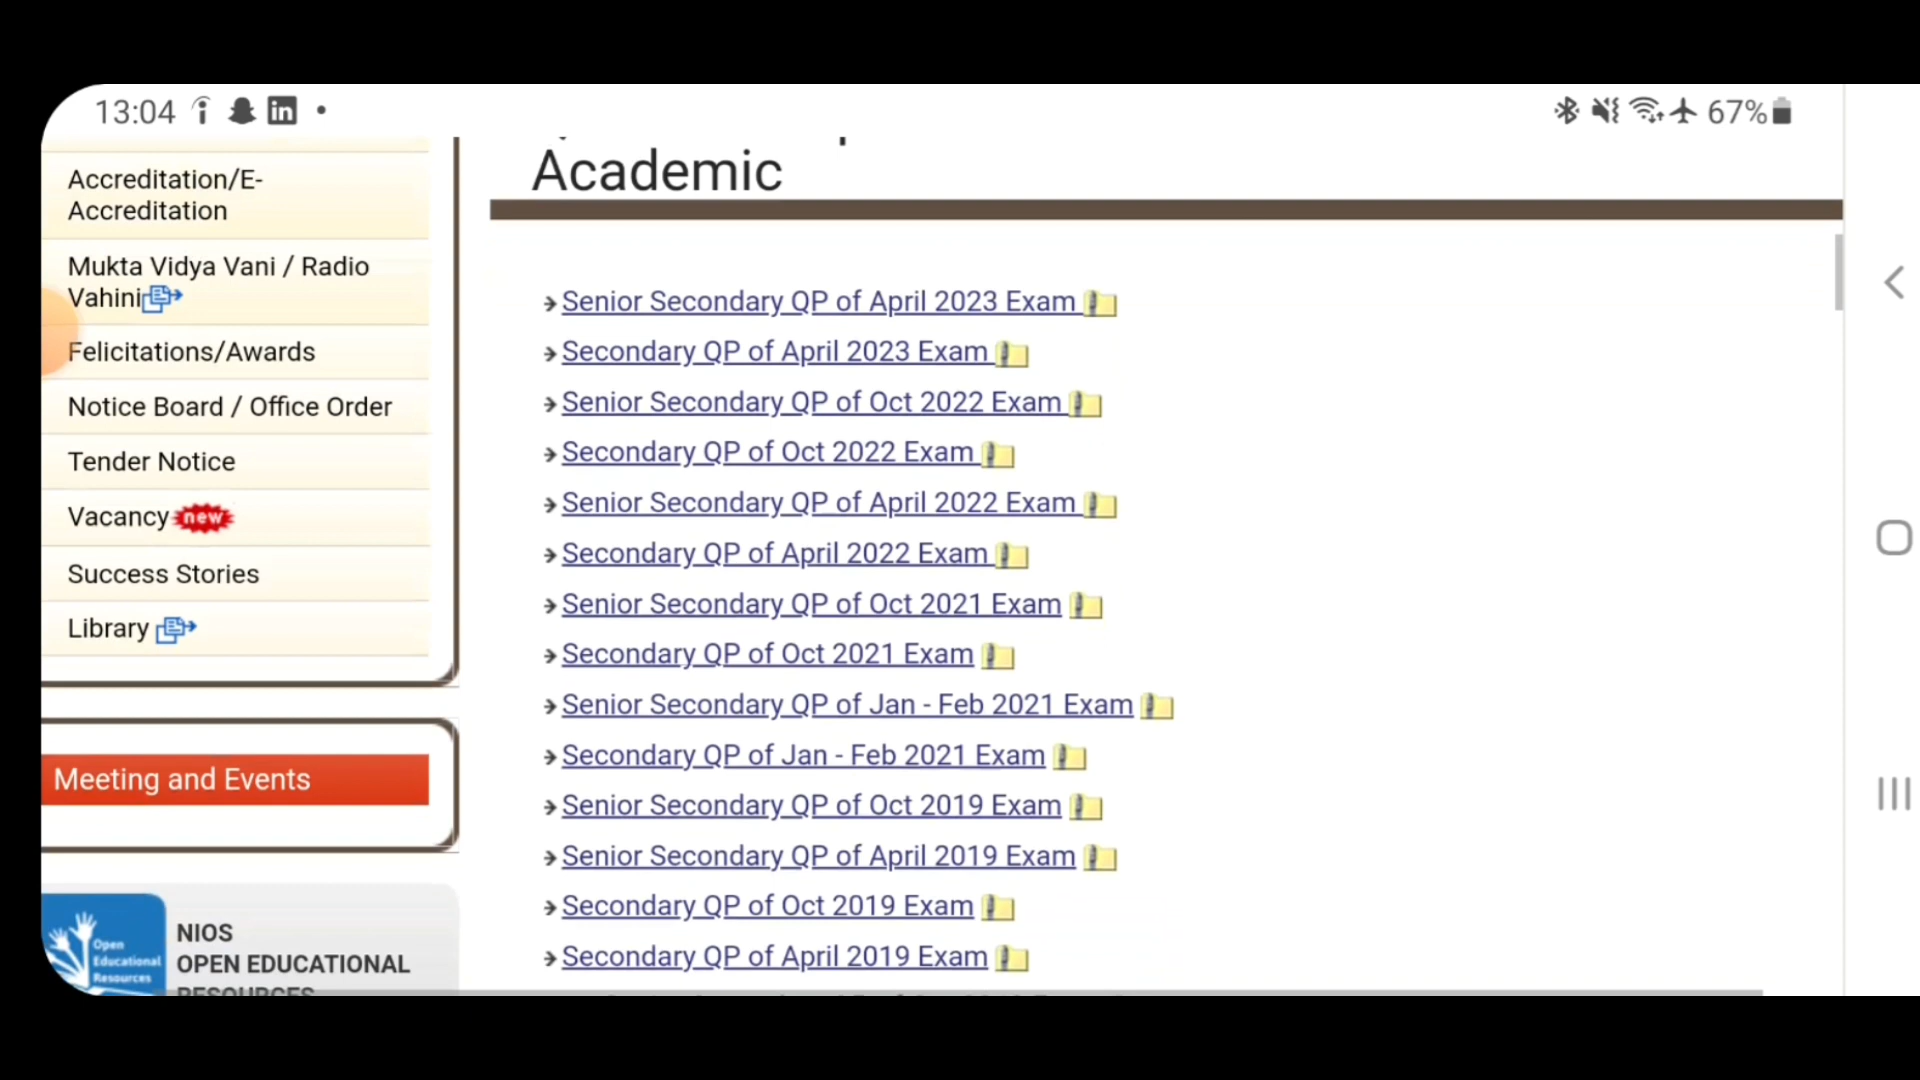 13:04
67%
Accreditation/E-
Accreditation
Mukta Vidya Vani / Radio
Vahini
Felicitations/Awards
Notice Board / Office Order
Tender Notice
Vacancy new
Success Stories
Library
Meeting and Events
Open
Educational
Resources
NIOS
OPEN EDUCATIONAL
RESOURCES
Academic
Senior Secondary QP of April 2023 Exam
Secondary QP of April 2023 Exam
Senior Secondary QP of Oct 2022 Exam
Secondary QP of Oct 2022 Exam
Senior Secondary QP of April 2022 Exam
Secondary QP of April 2022 Exam
Senior Secondary QP of Oct 2021 Exam
Secondary QP of Oct 2021 Exam
Senior Secondary QP of Jan - Feb 2021 Exam
Secondary QP of Jan - Feb 2021 Exam
Senior Secondary QP of Oct 2019 Exam
Senior Secondary QP of April 2019 Exam
Secondary QP of Oct 2019 Exam
Secondary QP of April 2019 Exam